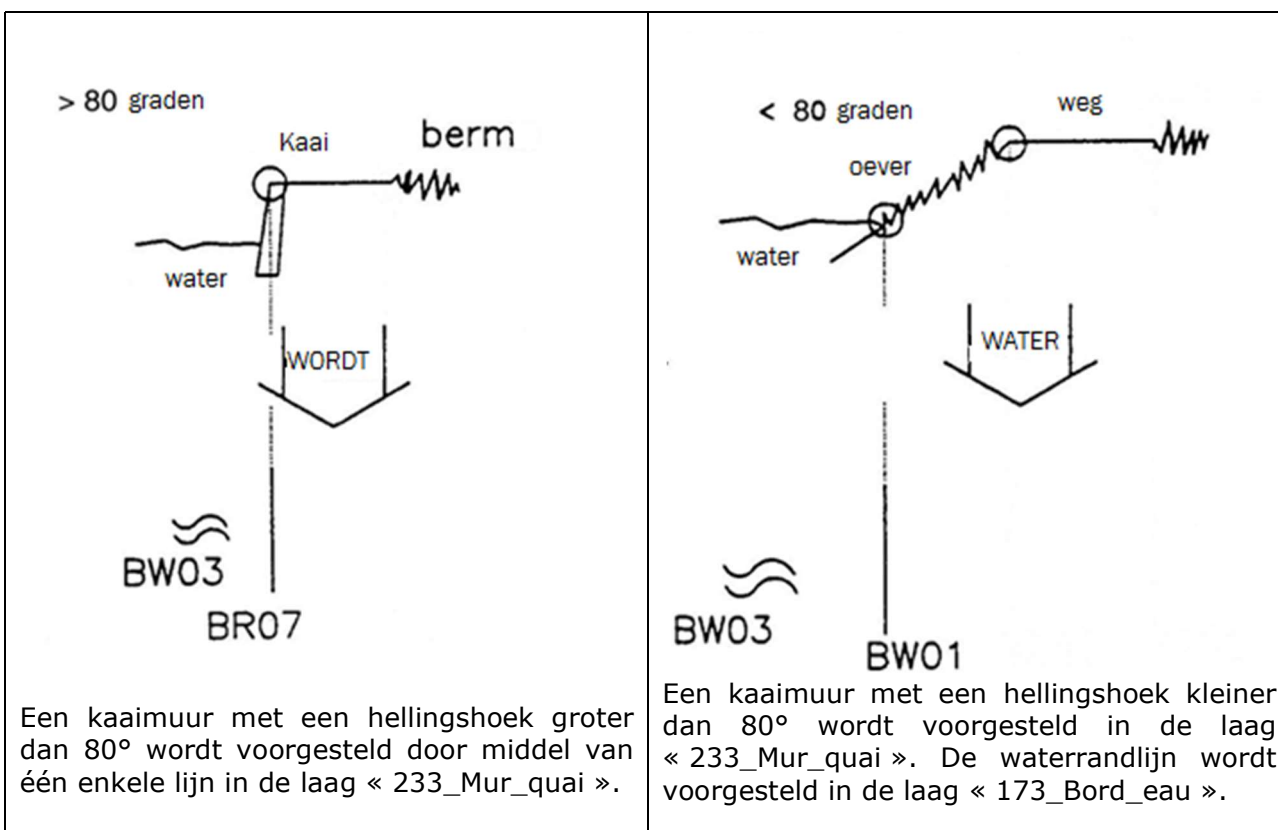 > 80 graden
Kaai
berm
water
WORDT
BW03
BR07
Een kaaimuur met een hellingshoek groter
dan 80° wordt voorgesteld door middel van
één enkele lijn in de laag « 233_Mur_quai ».
< 80 graden
weg
oever
water
WATER
BW03
BW01
Een kaaimuur met een hellingshoek kleiner
dan 80° wordt voorgesteld in de laag
« 233_Mur_quai ». De waterrandlijn wordt
voorgesteld in de laag « 173_Bord_eau ».